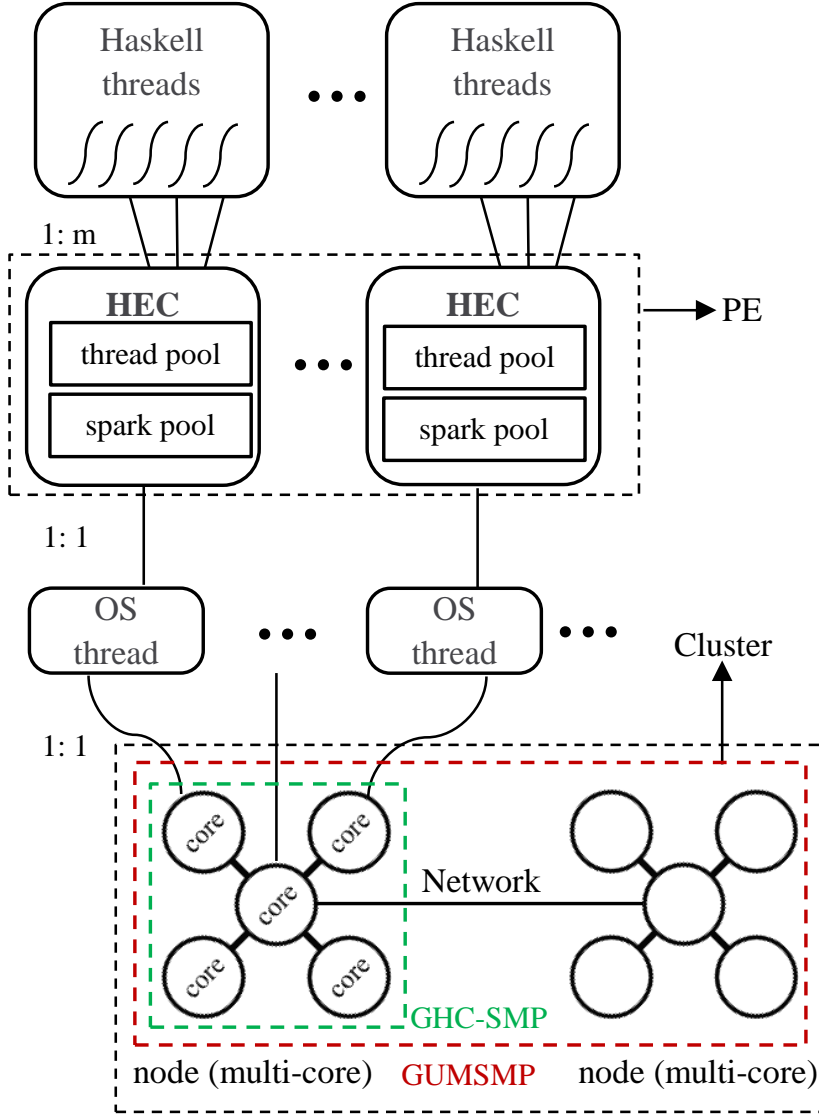 Haskell
threads
Haskell
threads
1: m
HEC
thread pool
spark pool
HEC
thread pool
spark pool
PE
1: 1
OS
thread
OS
thread
Cluster
1: 1
core
core
core
core
core
Network
GHC-SMP
node (multi-core)
GUMSMP
node (multi-core)